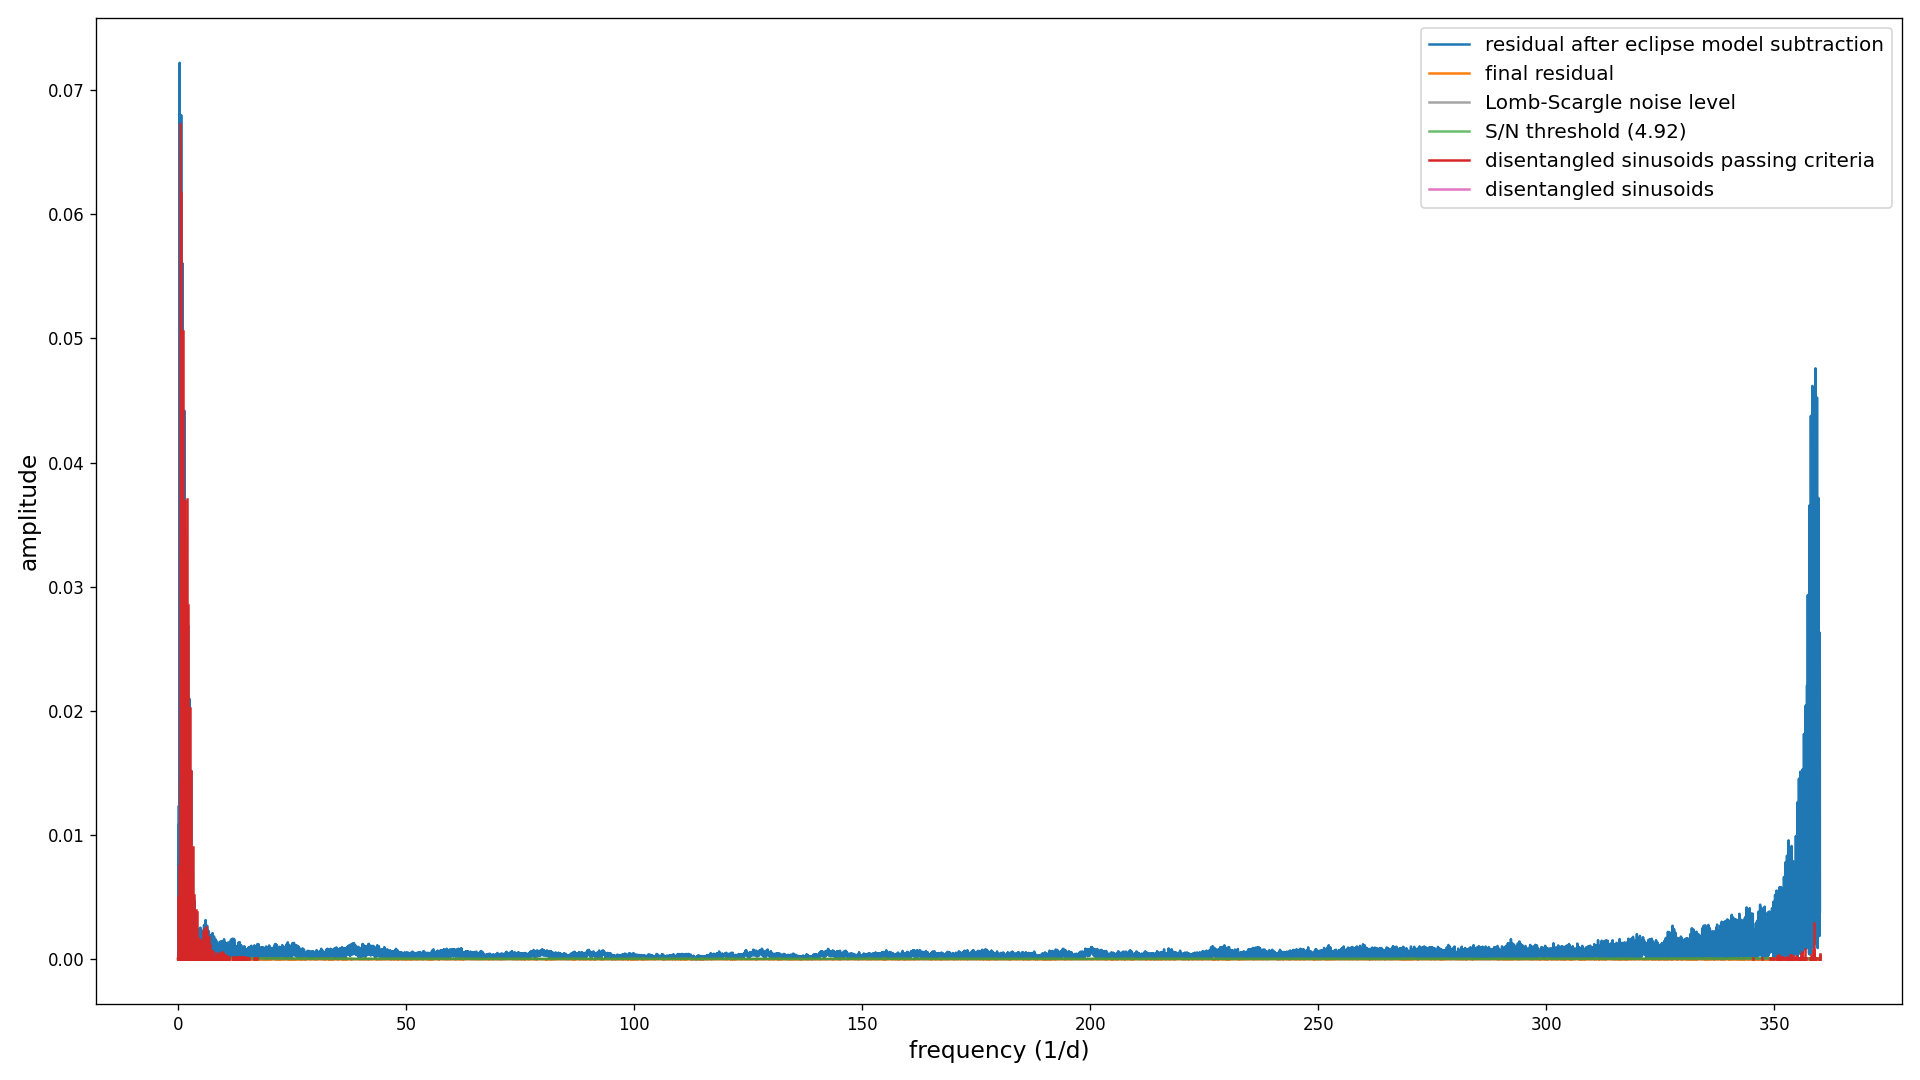 residual after eclipse model subtraction
final residual
Lomb-Scargle noise level
S/N threshold (4.92)
disentangled sinusoids passing criteria
disentangled sinusoids
amplitude
0.07
0.06
0.05
0.04
0.03
0.02
0.01
0.00
0 50 100 150 200 250 300 350
frequency (1/d)